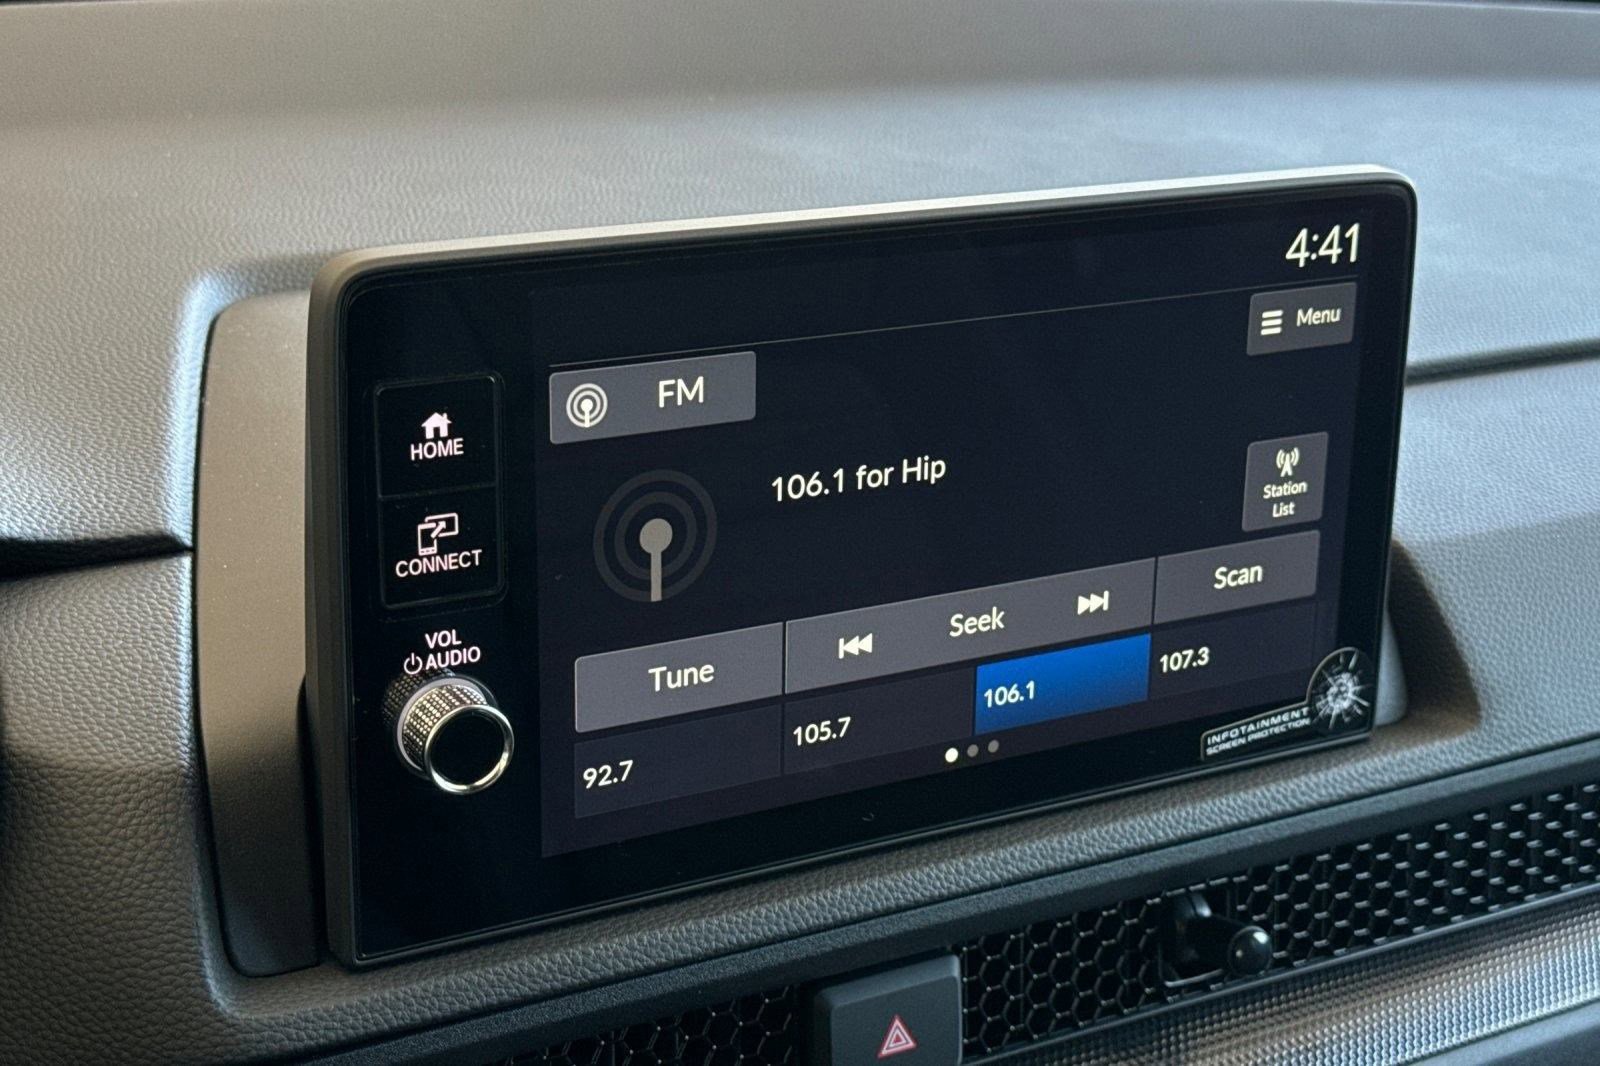 4:41
Menu
FM
HOME
106.1 for Hip
Station
List
CONNECT
Scan
Seek
VOL
AUDIO
Tune
92.7
105.7
106.1
107.3
INFOTAINMENT
SCREEN PROTECTION